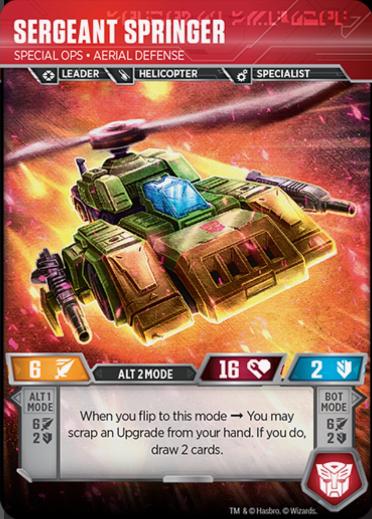 SERGEANT SPRINGER
SPECIAL OPS • AERIAL DEFENSE
LEADER HELICOPTER SPECIALIST
6 ALT 2 MODE 16 2
ALT 1
MODE
6
2
When you flip to this mode → You may
scrap an Upgrade from your hand. If you do,
draw 2 cards.
BOT
MODE
6
2
TM & © Hasbro. © Wizards.